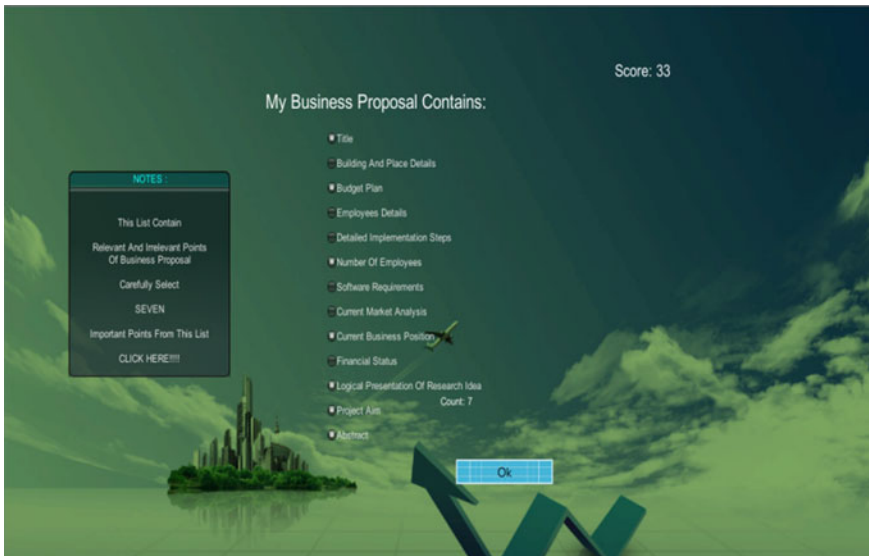 Score: 33
My Business Proposal Contains:
Title
Building And Place Details
Budget Plan
Employees Details
Detailed Implementation Steps
Number Of Employees
Software Requirements
Current Market Analysis
Current Business Position
Financial Status
Logical Presentation Of Research Idea
Count: 7
Project Aim
Abstract
NOTES :
This List Contain
Relevant And Irrelevant Points
Of Business Proposal
Carefully Select
SEVEN
Important Points From This List
CLICK HERE!!!!
Ok